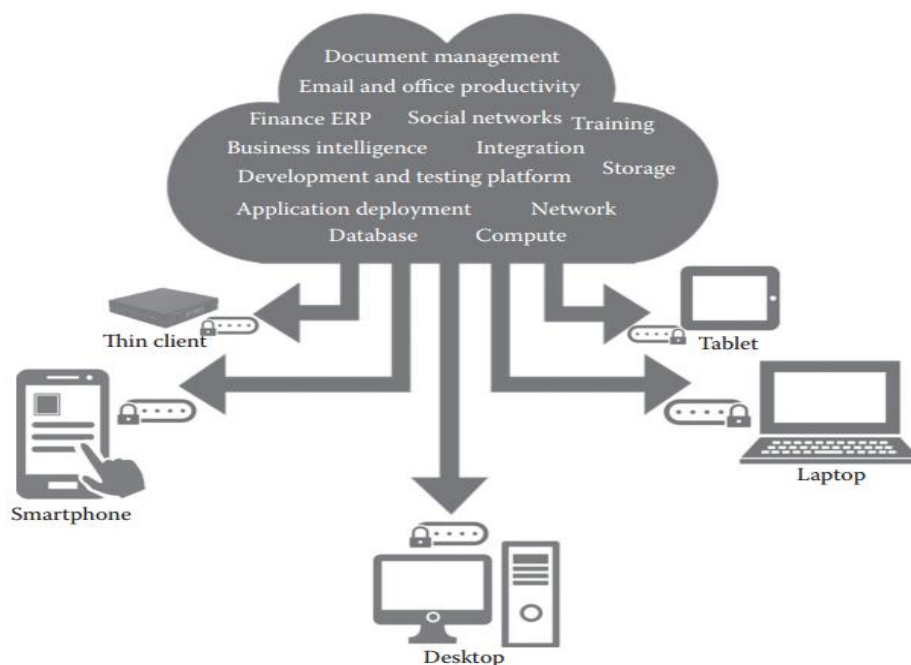 Document management
Email and office productivity
Finance ERP Social networks Training
Business intelligence Integration
Storage
Development and testing platform
Application deployment Network
Database Compute
Thin client
Tablet
Smartphone
Laptop
Desktop